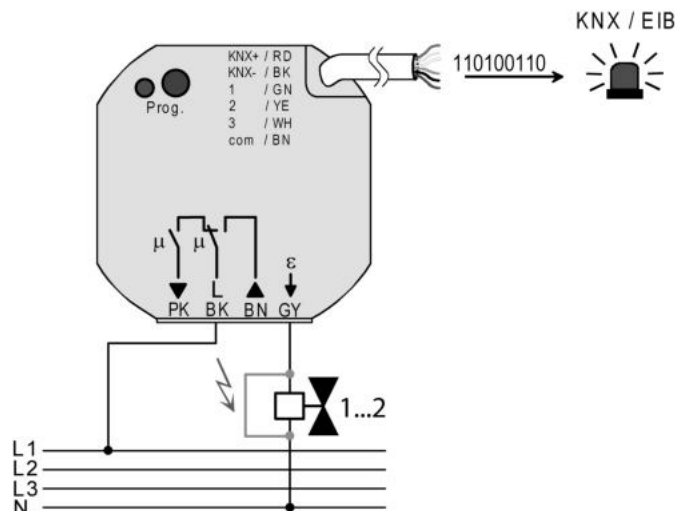 KNX / EIB
KNX+ / RD
KNX- / BK
1 / GN
2 / YE
3 / WH
com / BN
110100110
Prog.
μ μ
ε
L
PK BK BN GY
1...2
L1
L2
L3
N